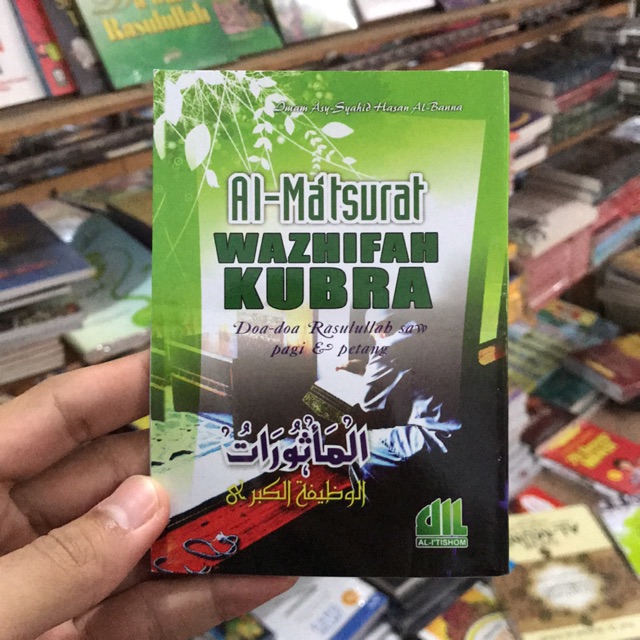 Rasulullah
Imam Asy-Syahid Hasan Al-Banna
Al-Ma'tsurat
WAZHIFAH
KUBRA
Doa-doa Rasulullah saw
pagi & petang
الْمَأْثُورَاتُ
الوظيفة الكبرى
AL-I'TISHOM